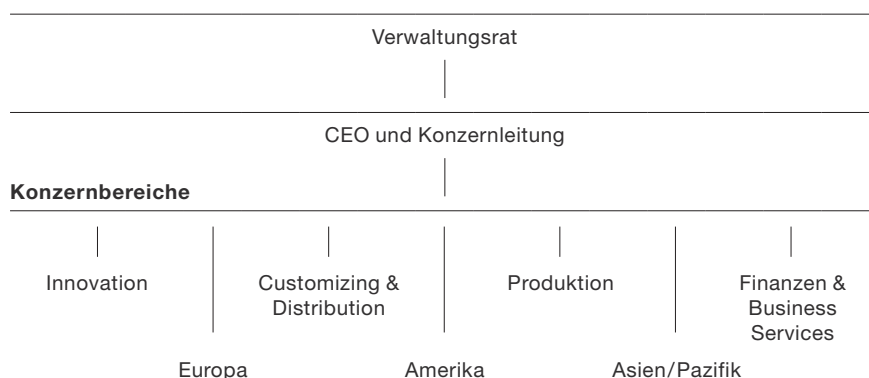 Verwaltungsrat
CEO und Konzernleitung
Konzernbereiche
Innovation
Customizing &
Distribution
Produktion
Finanzen &
Business
Services
Europa
Amerika
Asien/Pazifik